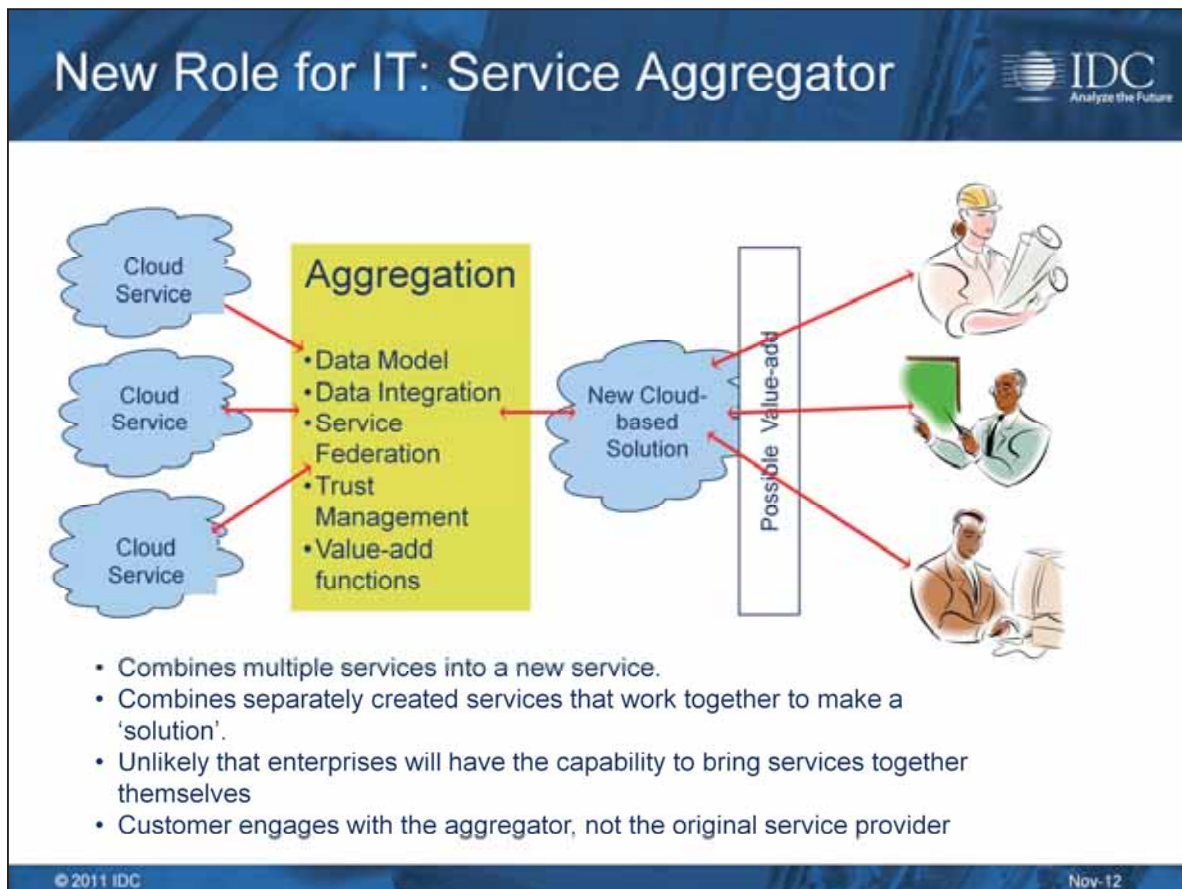 New Role for IT: Service Aggregator
IDC
Analyze the Future
Cloud
Service
Cloud
Service
Cloud
Service
Aggregation
•Data Model
•Data Integration
•Service
Federation
•Trust
Management
•Value-add
functions
New Cloud-
based
Solution
Possible Value-add
• Combines multiple services into a new service.
• Combines separately created services that work together to make a
‘solution’.
• Unlikely that enterprises will have the capability to bring services together
themselves
• Customer engages with the aggregator, not the original service provider
© 2011 IDC
Nov-12